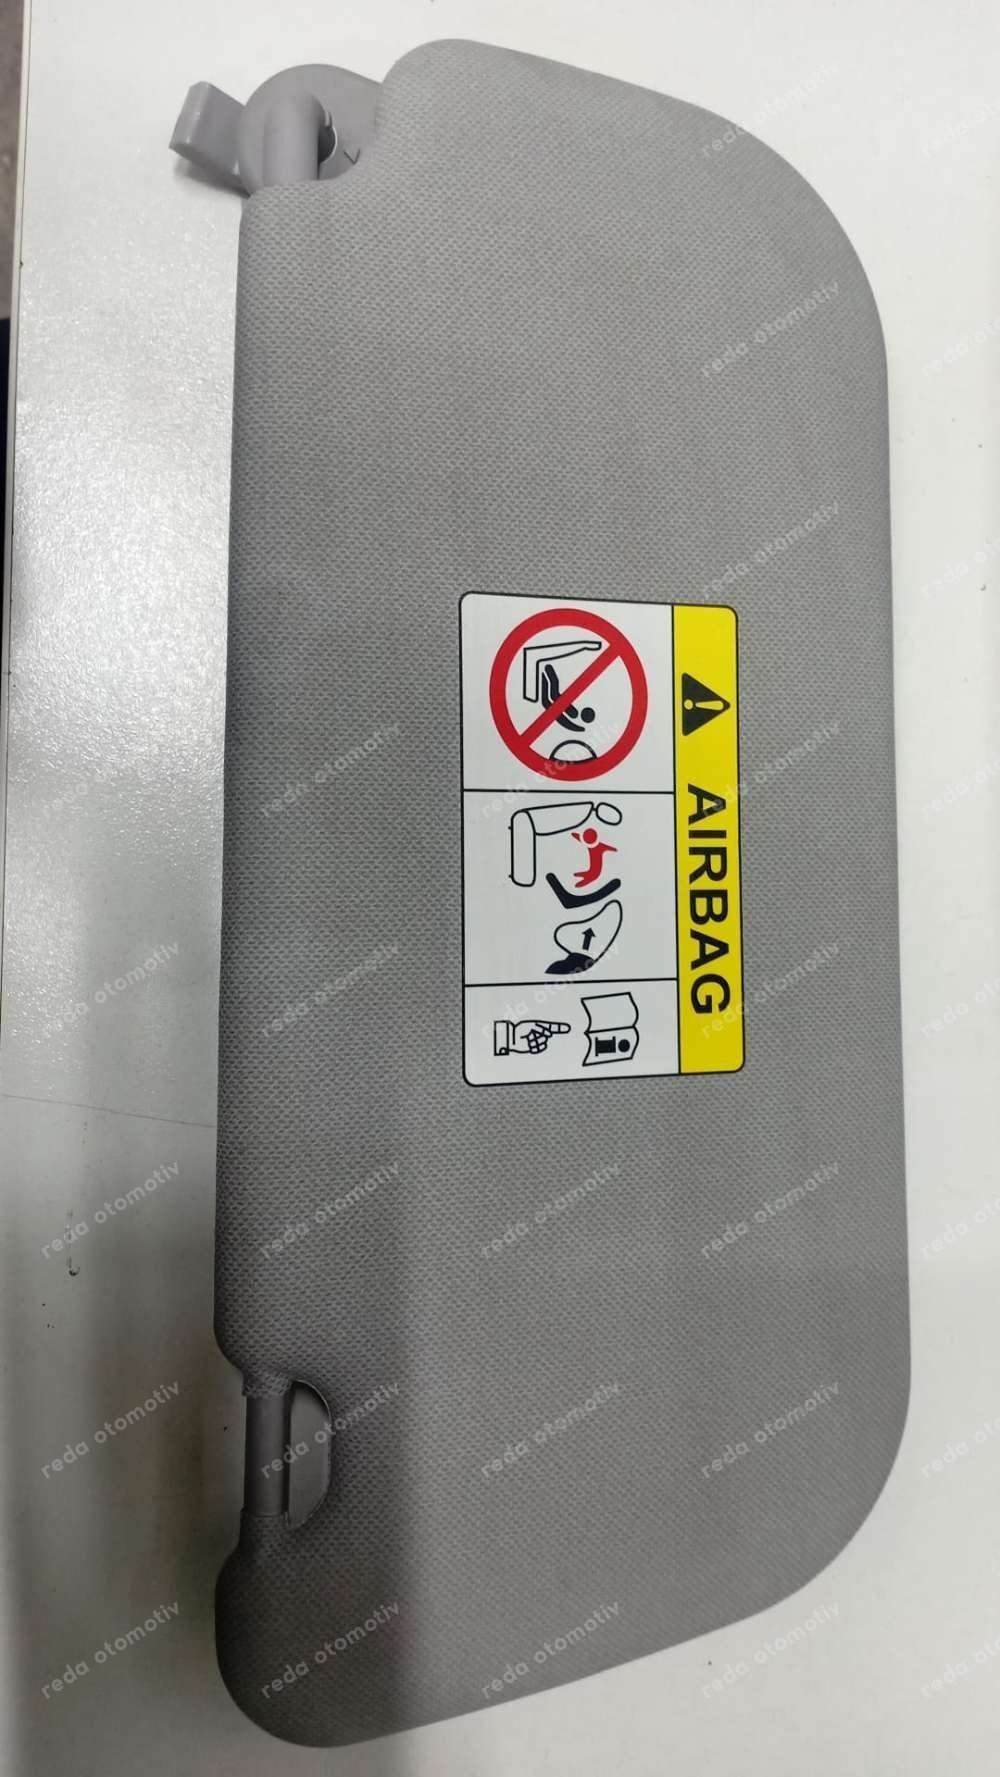 AIRBAG
i
L
reda otomotiv